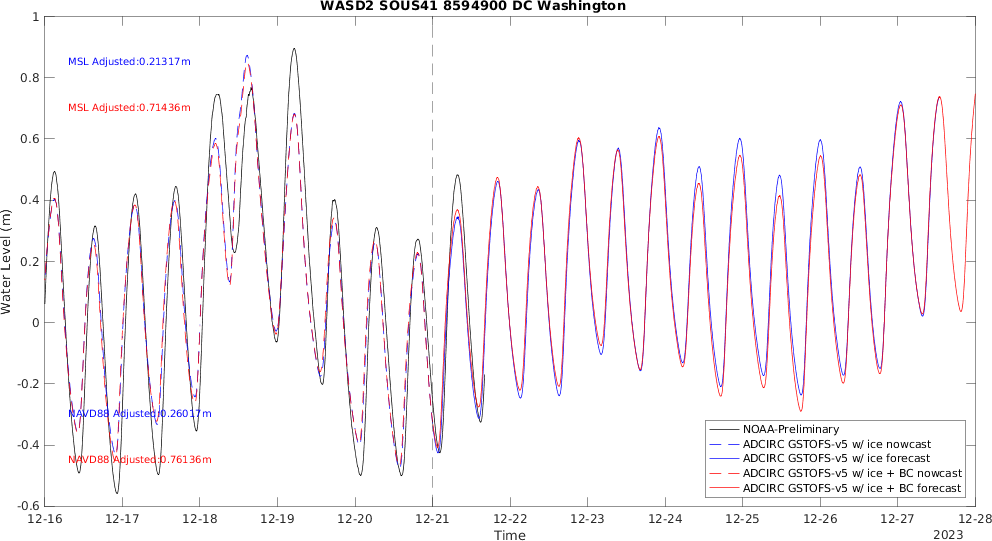 WASD2 SOUS41 8594900 DC Washington
1
0.8
0.6
0.4
0.2
0
-0.2
-0.4
-0.6
Water Level (m)
MSL Adjusted:0.21317m
MSL Adjusted:0.71436m
NAVD88 Adjusted:0.26017m
NAVD88 Adjusted:0.76136m
NOAA-Preliminary
ADCIRC GSTOFS-v5 w/ ice nowcast
ADCIRC GSTOFS-v5 w/ ice forecast
ADCIRC GSTOFS-v5 w/ ice + BC nowcast
ADCIRC GSTOFS-v5 w/ ice + BC forecast
12-16 12-17 12-18 12-19 12-20 12-21 12-22 12-23 12-24 12-25 12-26 12-27 12-28
Time
2023